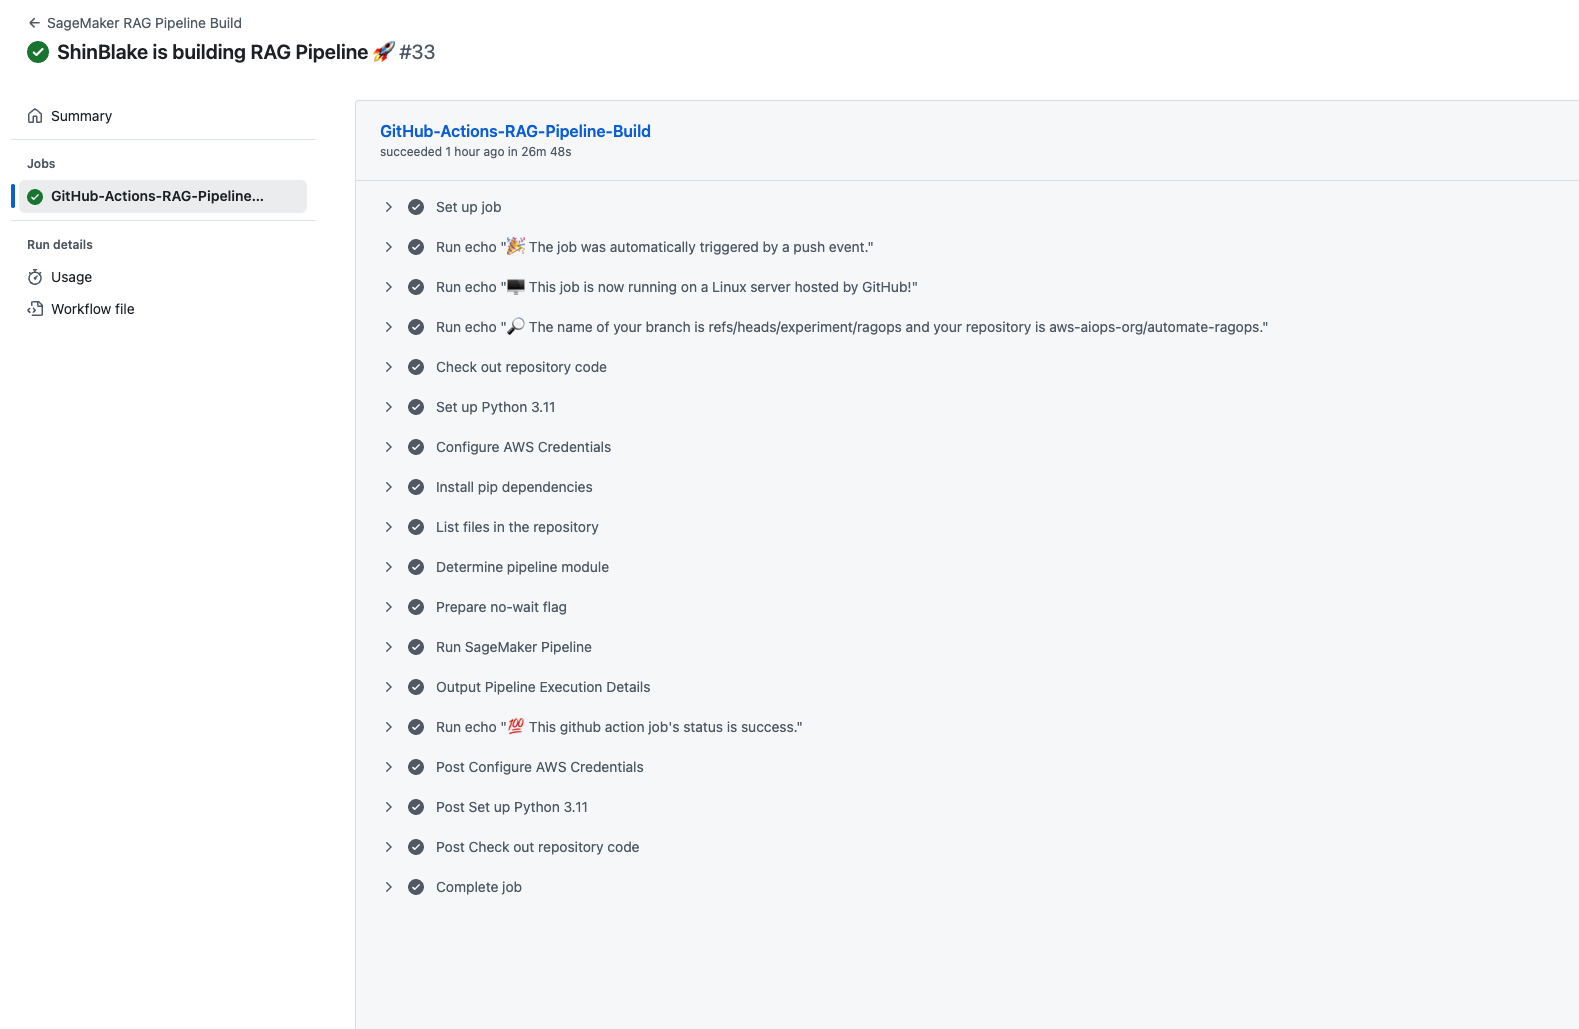 SageMaker RAG Pipeline Build
ShinBlake is building RAG Pipeline 🚀 #33
Summary
Jobs
GitHub-Actions-RAG-Pipeline...
Run details
Usage
Workflow file
GitHub-Actions-RAG-Pipeline-Build
succeeded 1 hour ago in 26m 48s
Set up job
Run echo "🎉 The job was automatically triggered by a push event."
Run echo "🖥️ This job is now running on a Linux server hosted by GitHub!"
Run echo "🔎 The name of your branch is refs/heads/experiment/ragops and your repository is aws-aiops-org/automate-ragops."
Check out repository code
Set up Python 3.11
Configure AWS Credentials
Install pip dependencies
List files in the repository
Determine pipeline module
Prepare no-wait flag
Run SageMaker Pipeline
Output Pipeline Execution Details
Run echo "💯 This github action job's status is success."
Post Configure AWS Credentials
Post Set up Python 3.11
Post Check out repository code
Complete job